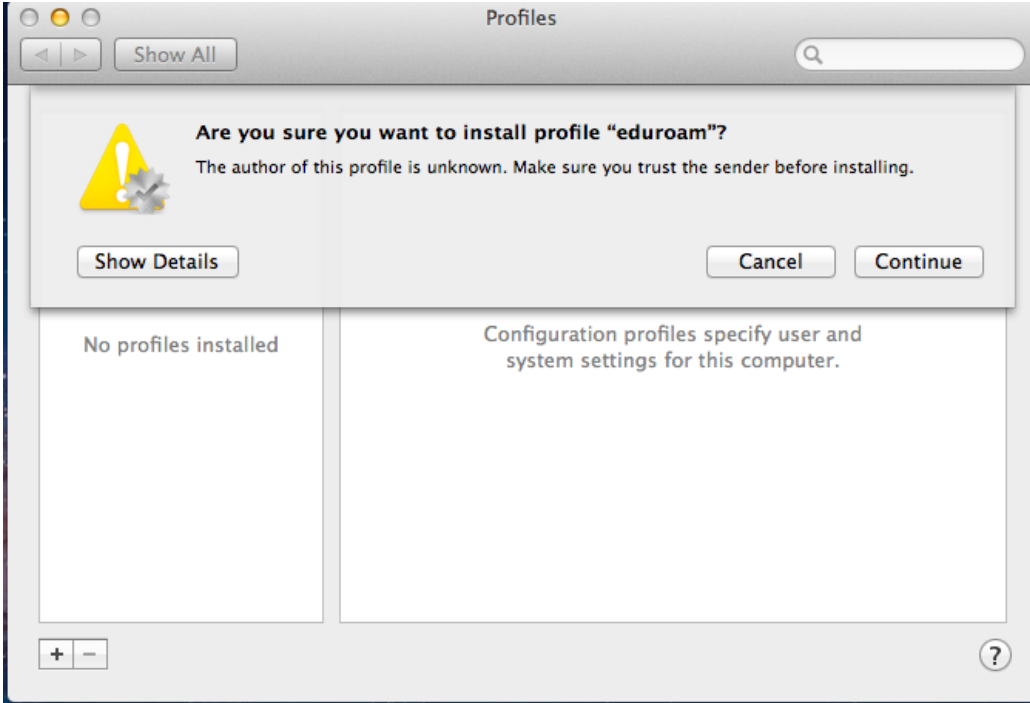 Profiles
Show All
Are you sure you want to install profile “eduroam”?
The author of this profile is unknown. Make sure you trust the sender before installing.
Show Details
Cancel
Continue
No profiles installed
Configuration profiles specify user and
system settings for this computer.
+ −
?